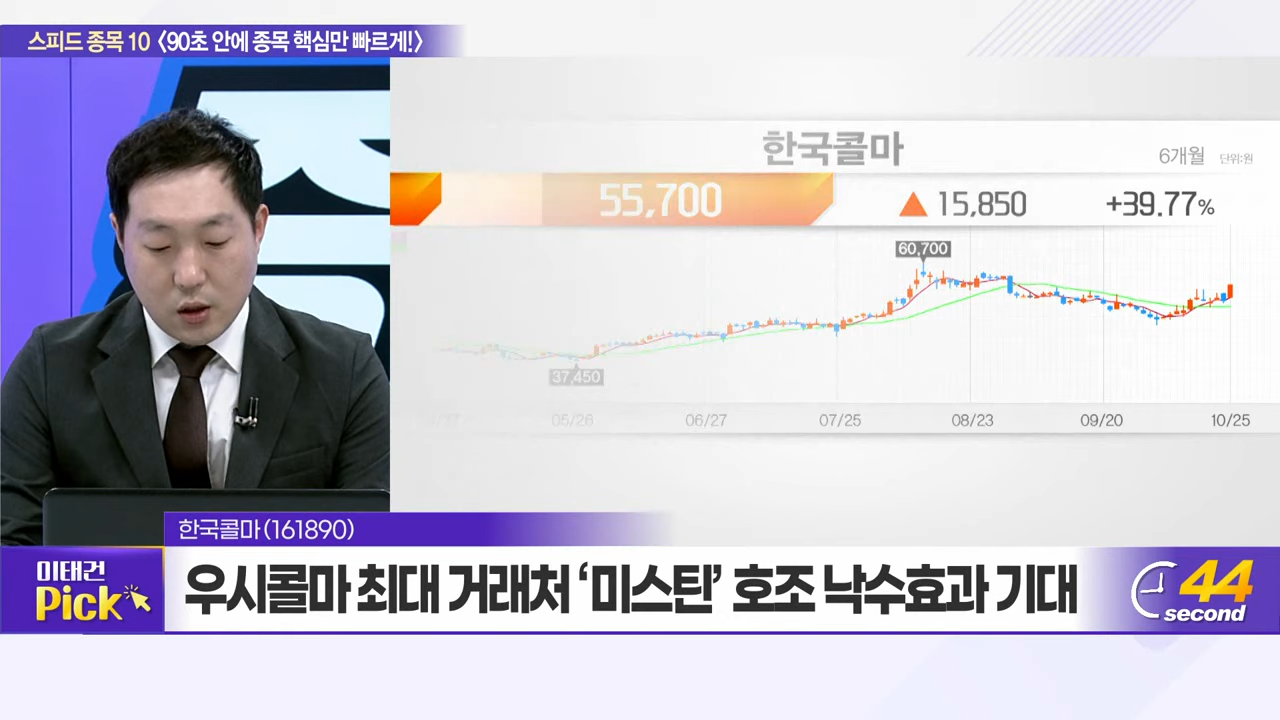 스피드 종목 10 〈90초 안에 종목 핵심만 빠르게!〉
한국콜마
6개월 단위:원
55,700 ▲ 15,850 +39.77%
60,700
37,450
05/26 06/27 07/25 08/23 09/20 10/25
한국콜마(161890)
이태건
Pick
우시콜마 최대 거래처 ‘미스틴’ 호조 낙수효과 기대
44
second